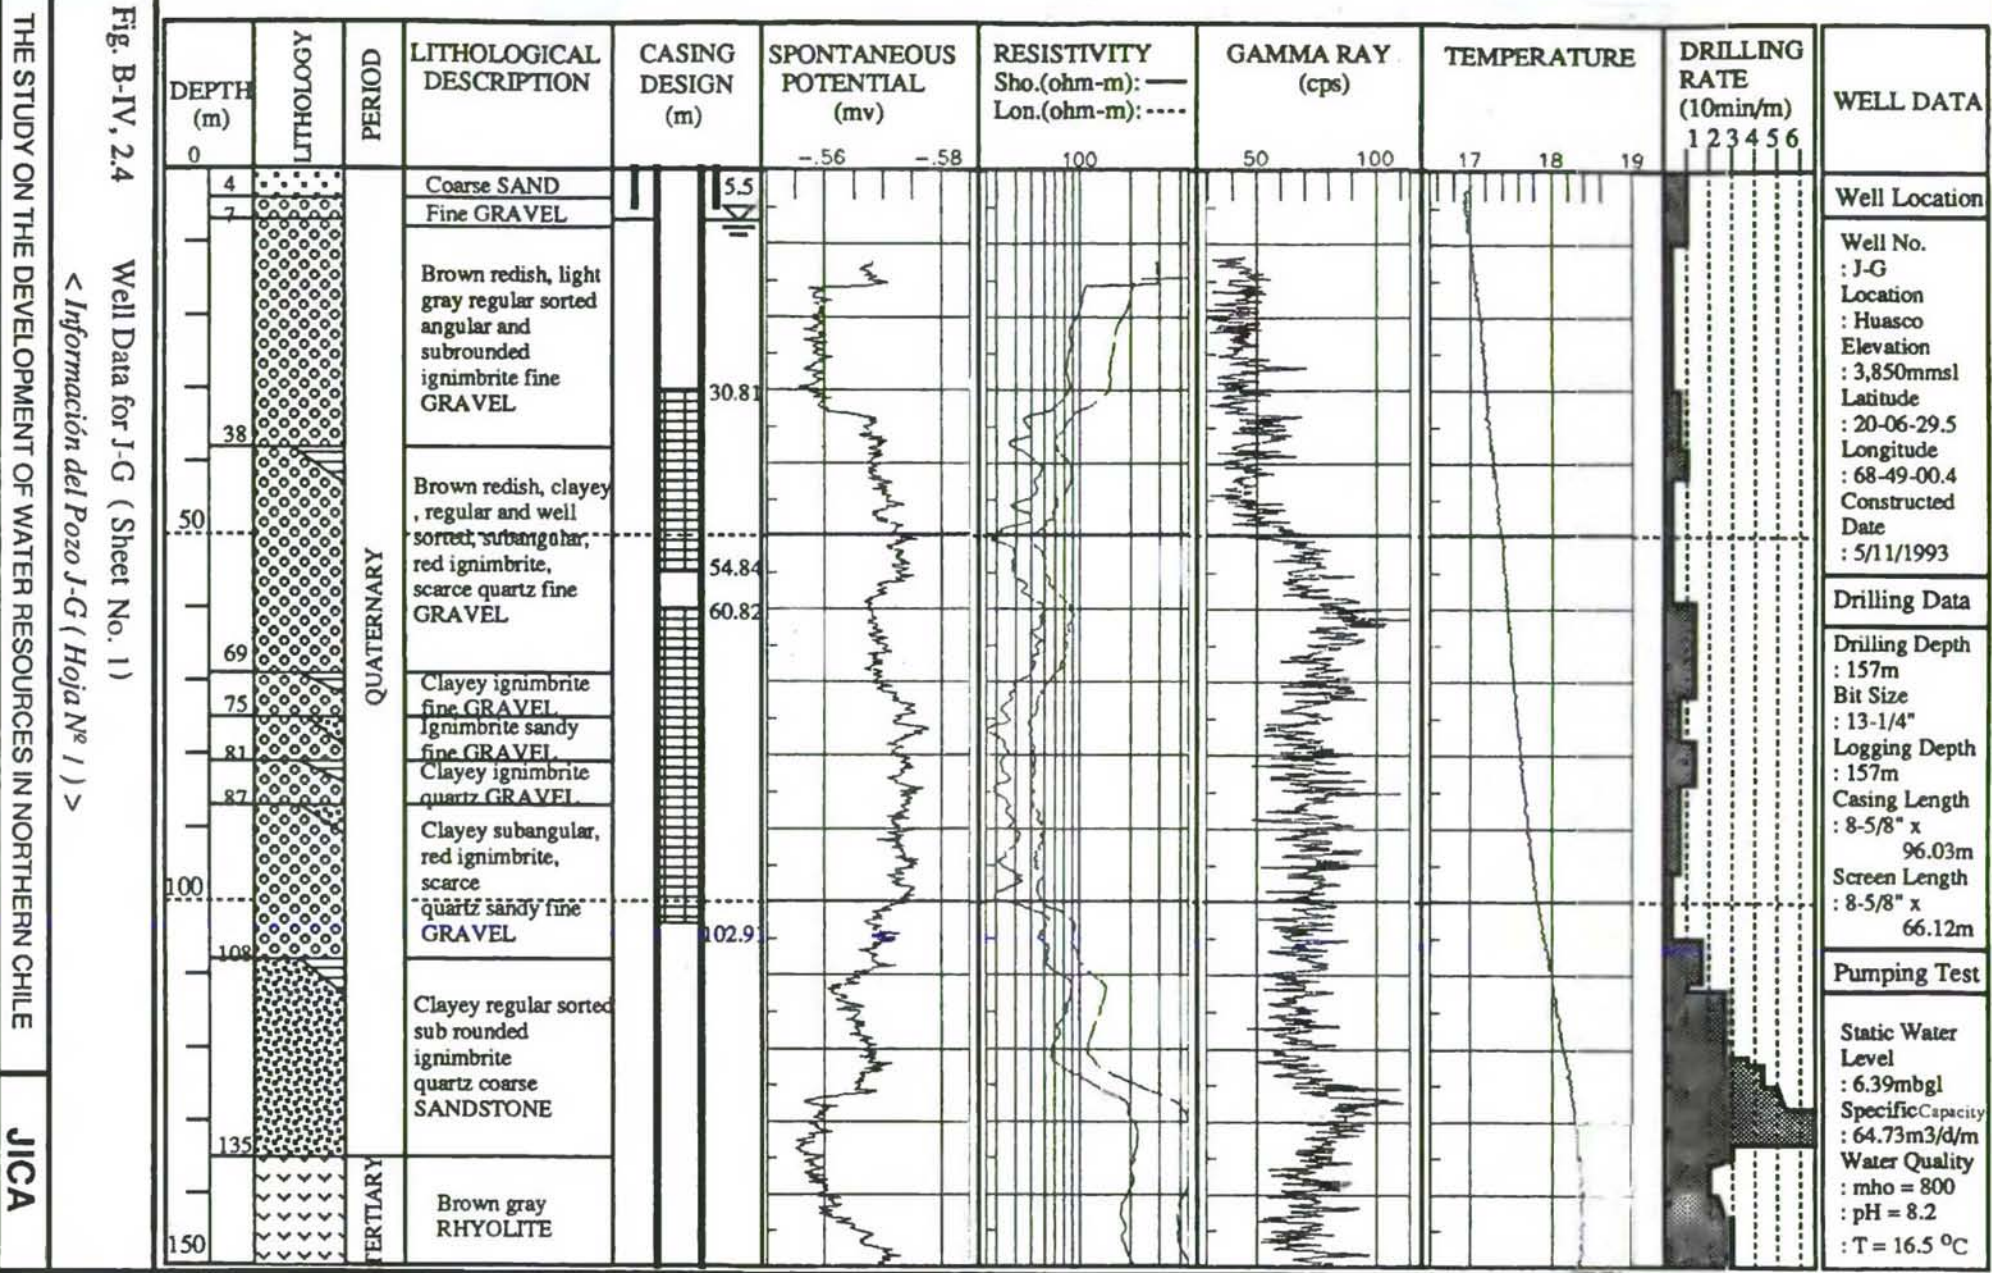 THE STUDY ON THE DEVELOPMENT OF WATER RESOURCES IN NORTHERN CHILE
JICA
Fig. B-IV, 2.4 Well Data for J-G ( Sheet No. 1)
< Información del Pozo J-G ( Hoja Nº 1 ) >
DEPTH
(m)
0
4
7
38
50
69
75
81
87
100
108
135
150
LITHOLOGY
PERIOD
QUATERNARY
TERTIARY
LITHOLOGICAL
DESCRIPTION
Coarse SAND
Fine GRAVEL
Brown redish, light
gray regular sorted
angular and
subrounded
ignimbrite fine
GRAVEL
Brown redish, clayey
, regular and well
sorted, subangular,
red ignimbrite,
scarce quartz fine
GRAVEL
Clayey ignimbrite
fine GRAVEL
Ignimbrite sandy
fine GRAVEL
Clayey ignimbrite
quartz GRAVEL
Clayey subangular,
red ignimbrite,
scarce
quartz sandy fine
GRAVEL
Clayey regular sorted
sub rounded
ignimbrite
quartz coarse
SANDSTONE
Brown gray
RHYOLITE
CASING
DESIGN
(m)
5.5
30.81
54.84
60.82
102.91
SPONTANEOUS
POTENTIAL
(mv)
-.56 -.58
RESISTIVITY
Sho.(ohm-m): —
Lon.(ohm-m): ----
100
GAMMA RAY
(cps)
50 100
TEMPERATURE
17 18 19
DRILLING
RATE
(10min/m)
1 2 3 4 5 6
WELL DATA
Well Location
Well No.
: J-G
Location
: Huasco
Elevation
: 3,850mmsl
Latitude
: 20-06-29.5
Longitude
: 68-49-00.4
Constructed
Date
: 5/11/1993
Drilling Data
Drilling Depth
: 157m
Bit Size
: 13-1/4"
Logging Depth
: 157m
Casing Length
: 8-5/8" x
96.03m
Screen Length
: 8-5/8" x
66.12m
Pumping Test
Static Water
Level
: 6.39mbgl
Specific Capacity
: 64.73m3/d/m
Water Quality
: mho = 800
: pH = 8.2
: T = 16.5 ⁰C